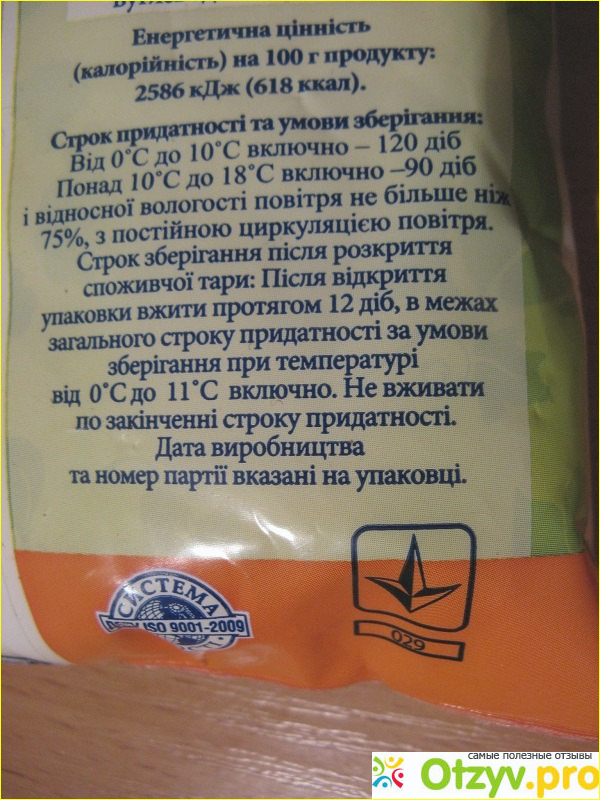 Енергетична цінність
(калорійність) на 100 г продукту:
2586 кДж (618 ккал).
Строк придатності та умови зберігання:
Від 0°С до 10°С включно – 120 діб
Понад 10°С до 18°С включно –90 діб
і відносної вологості повітря не більше ніж
75%, з постійною циркуляцією повітря.
Строк зберігання після розкриття
споживчої тари: Після відкриття
упаковки вжити протягом 12 діб, в межах
загального строку придатності за умови
зберігання при температурі
від 0°С до 11°С включно. Не вживати
по закінченні строку придатності.
Дата виробництва
та номер партії вказані на упаковці.
СИСТЕМА
ДСТУ ISO 9001-2009
029
самые полезные отзывы
Otzyv.pro